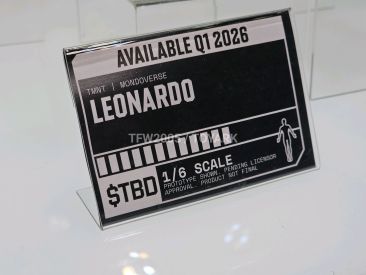 AVAILABLE Q1 2026
TMNT | MONDOVERSE
LEONARDO
$TBD
1/6 SCALE
PROTOTYPE SHOWN. PENDING LICENSOR
APPROVAL. PRODUCT NOT FINAL